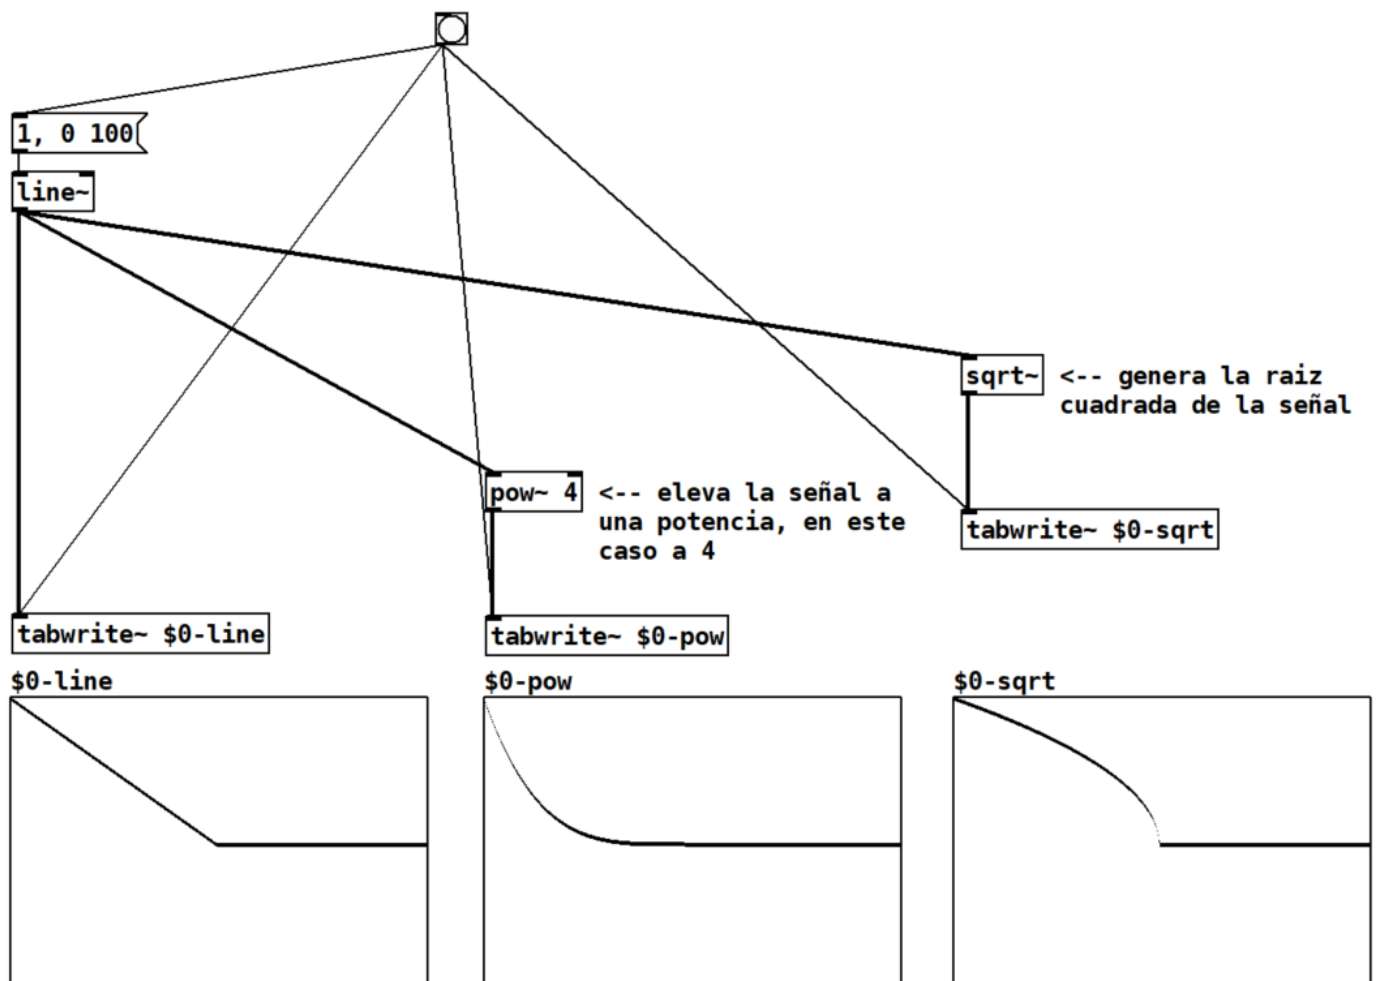 1, 0 100
line~
sqrt~
<-- genera la raiz
cuadrada de la señal
pow~ 4
<-- eleva la señal a
una potencia, en este
caso a 4
tabwrite~ $0-sqrt
tabwrite~ $0-line
tabwrite~ $0-pow
$0-line
$0-pow
$0-sqrt